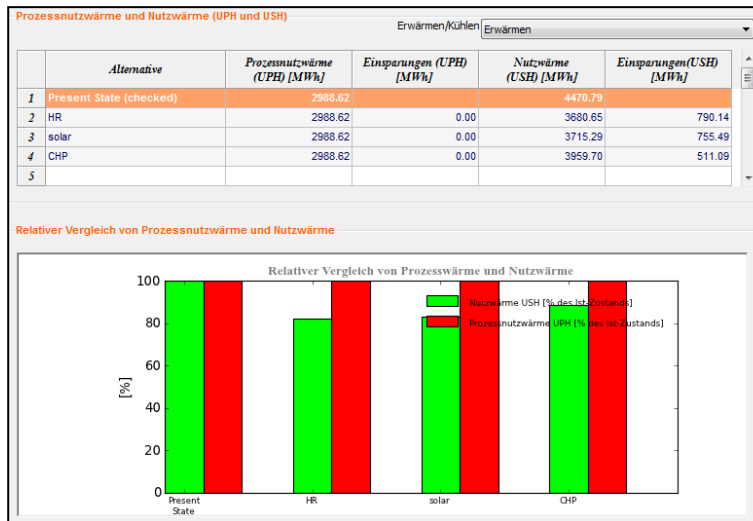 Prozessnutzwärme und Nutzwärme (UPH und USH)
Erwärmen/Kühlen Erwärmen
Alternative Prozessnutzwärme (UPH) [MWh] Einsparungen (UPH) [MWh] Nutzwärme (USH) [MWh] Einsparungen(USH) [MWh]
1 Present State (checked) 2988.62 4470.79
2 HR 2988.62 0.00 3680.65 790.14
3 solar 2988.62 0.00 3715.29 755.49
4 CHP 2988.62 0.00 3959.70 511.09
5
Relativer Vergleich von Prozessnutzwärme und Nutzwärme
Relativer Vergleich von Prozesswärme und Nutzwärme
100
Nutzwärme USH [% des Ist-Zustands]
Prozessnutzwärme UPH [% des Ist-Zustands]
80
60
[%]
40
20
0
Present State HR solar CHP